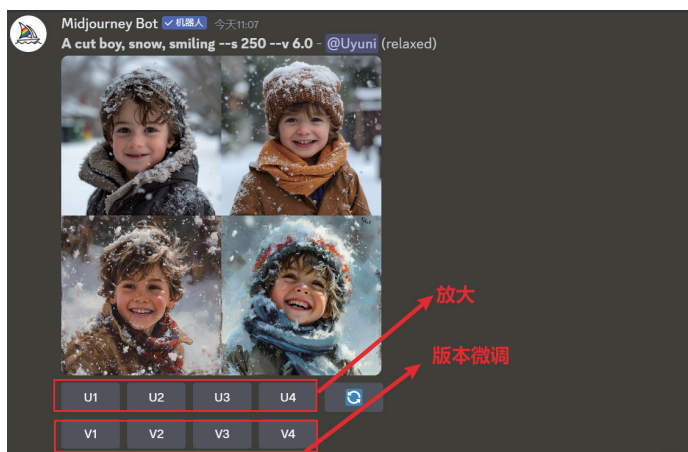 Midjourney Bot ✓机器人 今天11:07
A cut boy, snow, smiling --s 250 --v 6.0 - @Uyuni (relaxed)
放大
版本微调
U1 U2 U3 U4
V1 V2 V3 V4